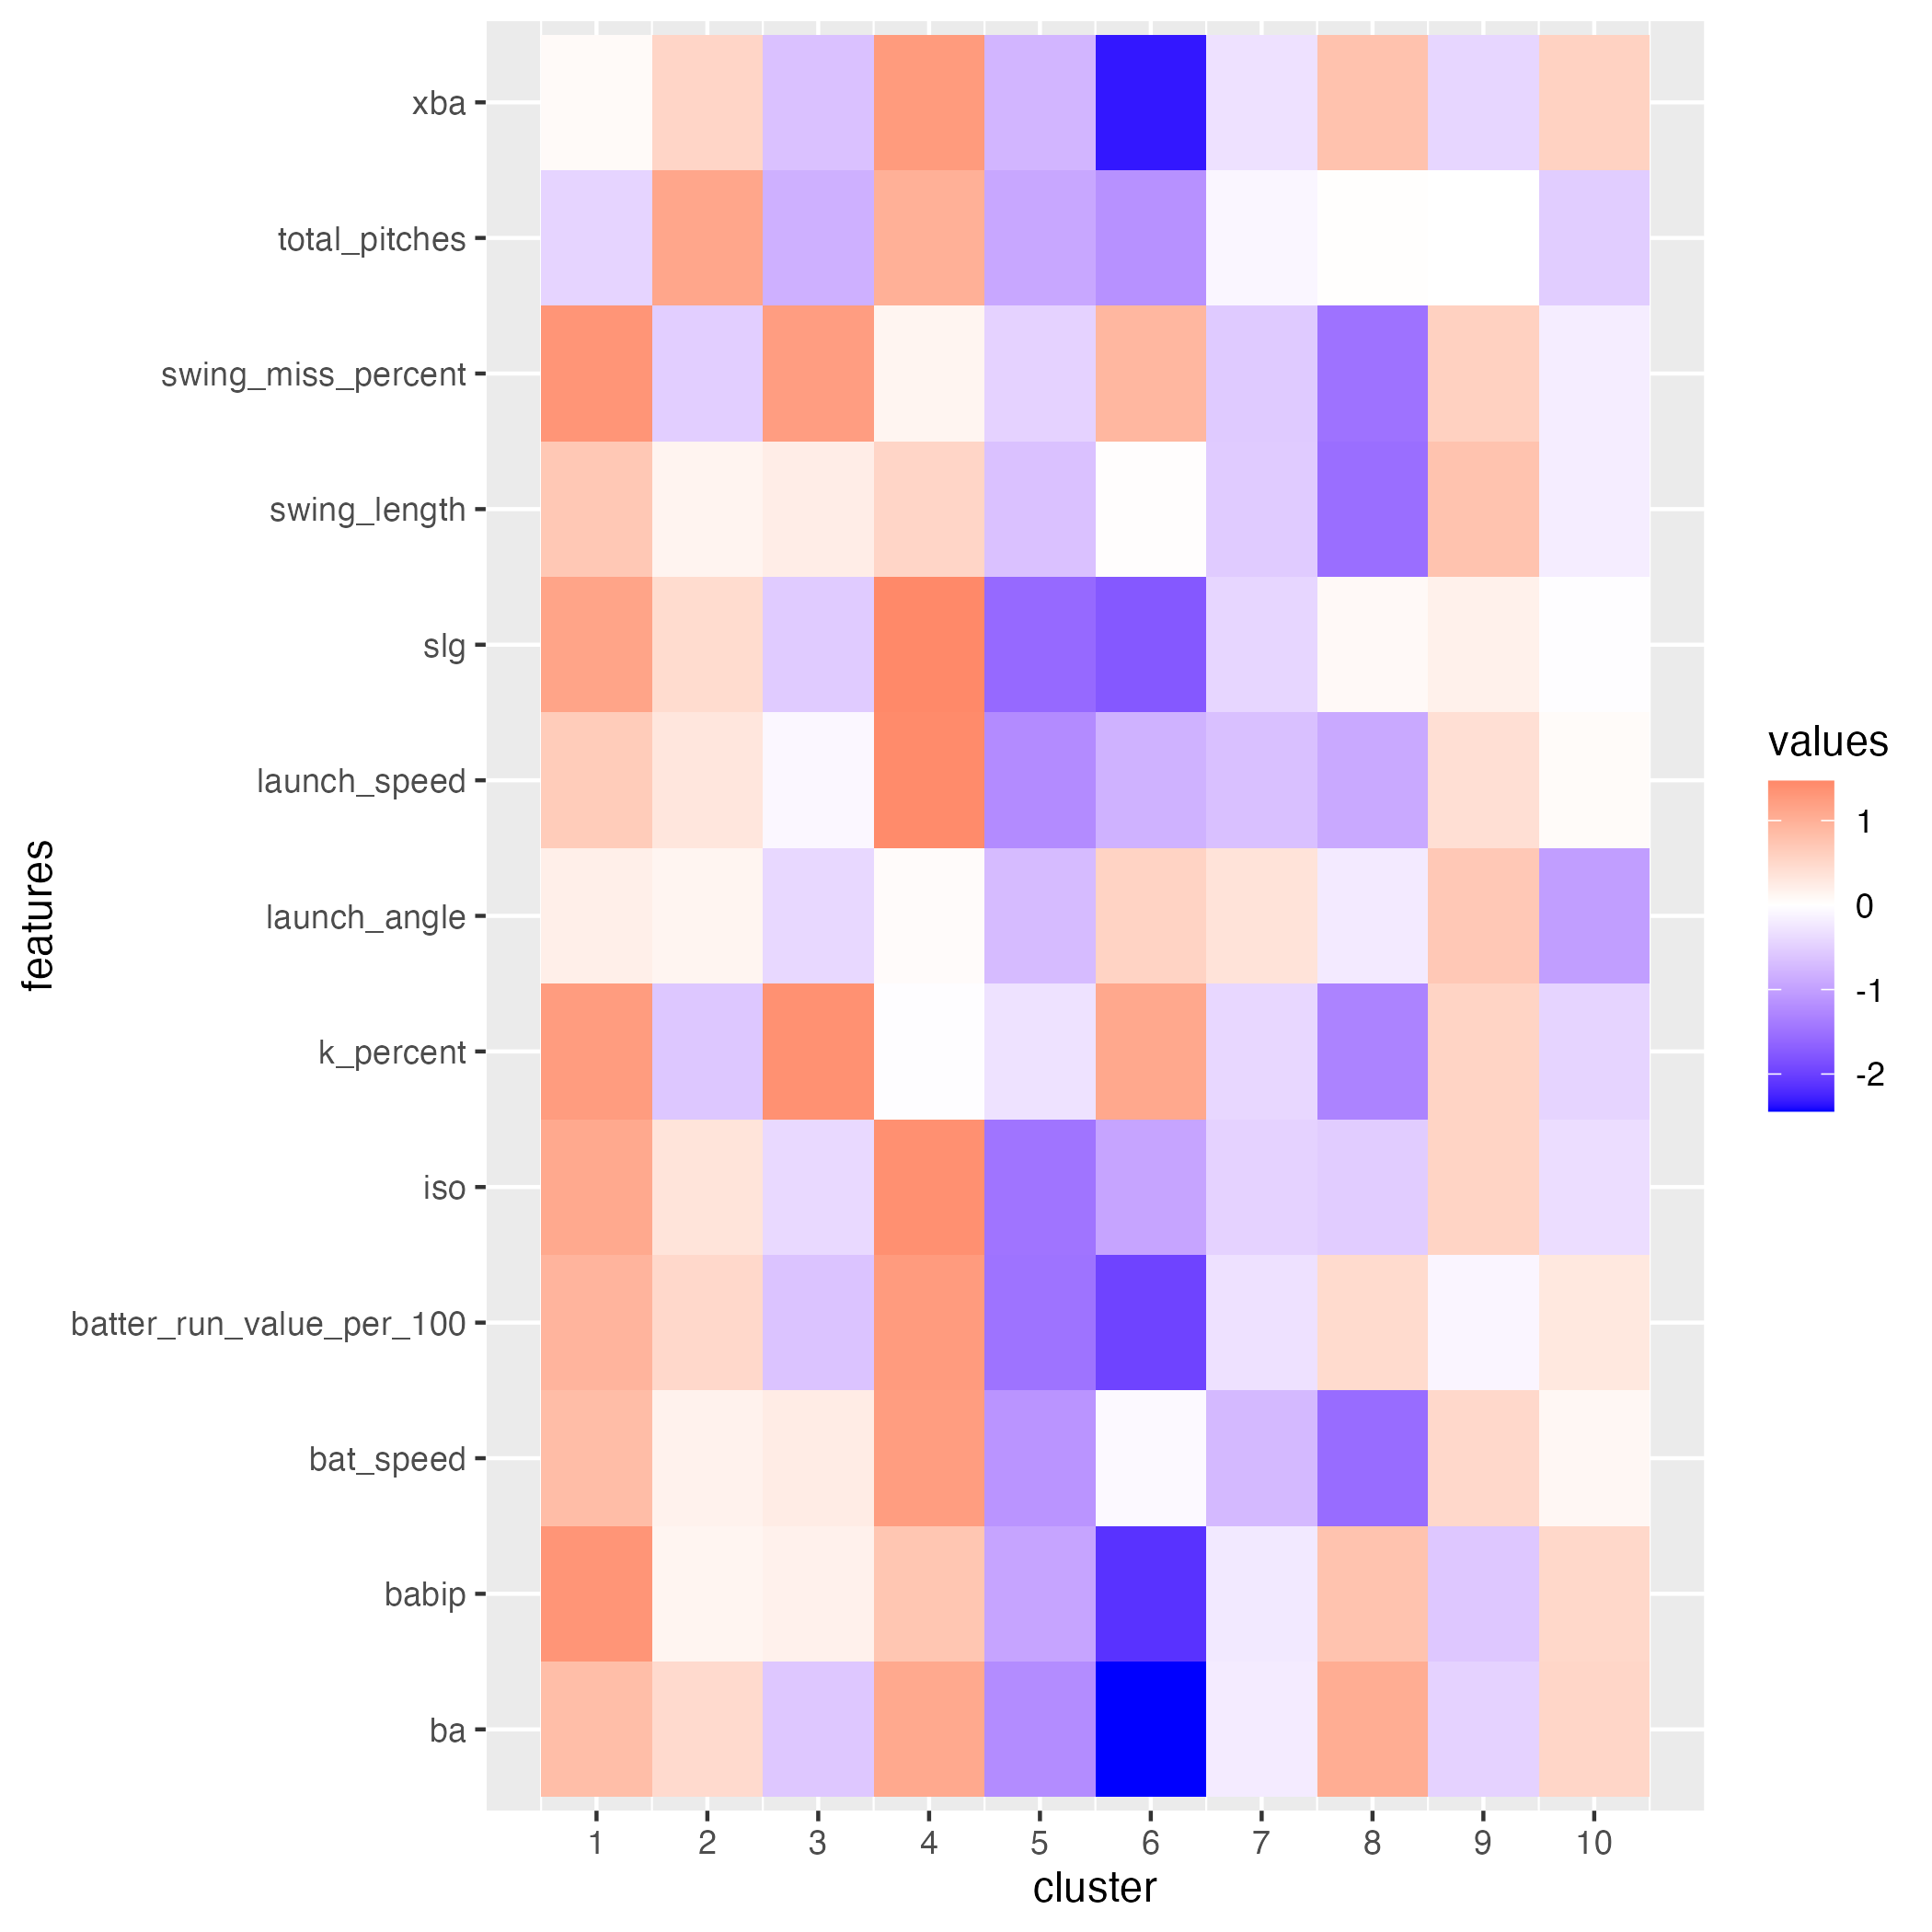 xba
total_pitches
swing_miss_percent
swing_length
slg
launch_speed
launch_angle
k_percent
iso
batter_run_value_per_100
bat_speed
babip
ba
features
1 2 3 4 5 6 7 8 9 10
cluster
values
1
0
-1
-2